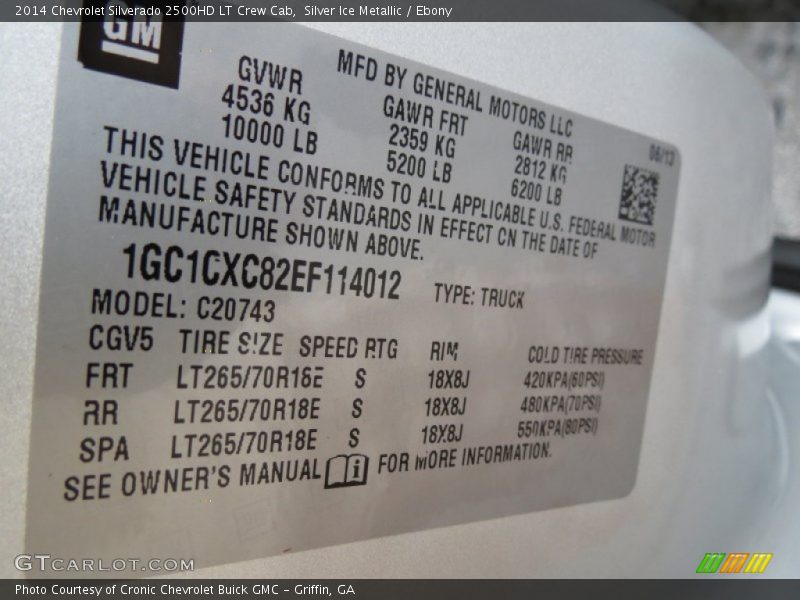 2014 Chevrolet Silverado 2500HD LT Crew Cab, Silver Ice Metallic / Ebony
GM
MFD BY GENERAL MOTORS LLC
GVWR GAWR FRT GAWR RR 06/13
4536 KG 2359 KG 2812 KG
10000 LB 5200 LB 6200 LB
THIS VEHICLE CONFORMS TO ALL APPLICABLE U.S. FEDERAL MOTOR
VEHICLE SAFETY STANDARDS IN EFFECT ON THE DATE OF
MANUFACTURE SHOWN ABOVE.
1GC1CXC82EF114012 TYPE: TRUCK
MODEL: C20743
CGV5 TIRE SIZE SPEED RTG RIM COLD TIRE PRESSURE
FRT LT265/70R18E S 18X8J 420KPA(60PSI)
RR LT265/70R18E S 18X8J 480KPA(70PSI)
SPA LT265/70R18E S 18X8J 550KPA(80PSI)
SEE OWNER'S MANUAL i FOR MORE INFORMATION.
GTCARLOT.COM
Photo Courtesy of Cronic Chevrolet Buick GMC – Griffin, GA